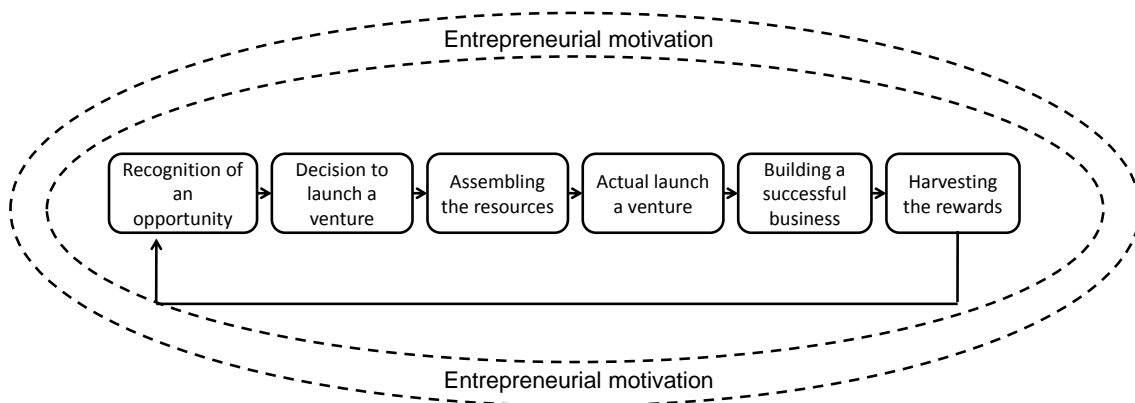 Entrepreneurial motivation
Recognition of
an
opportunity
Decision to
launch a
venture
Assembling
the resources
Actual launch
a venture
Building a
successful
business
Harvesting
the rewards
Entrepreneurial motivation